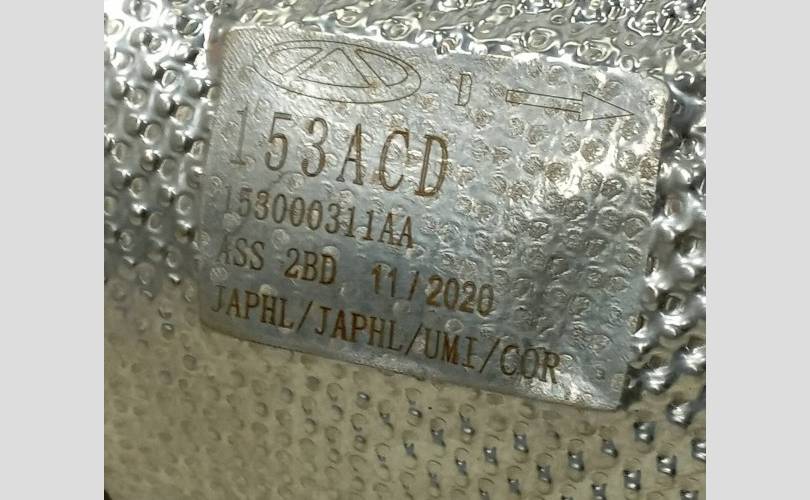 D
153ACD
153000311AA
ASS 2BD 11/2020
JAPHL/JAPHL/UMI/COR